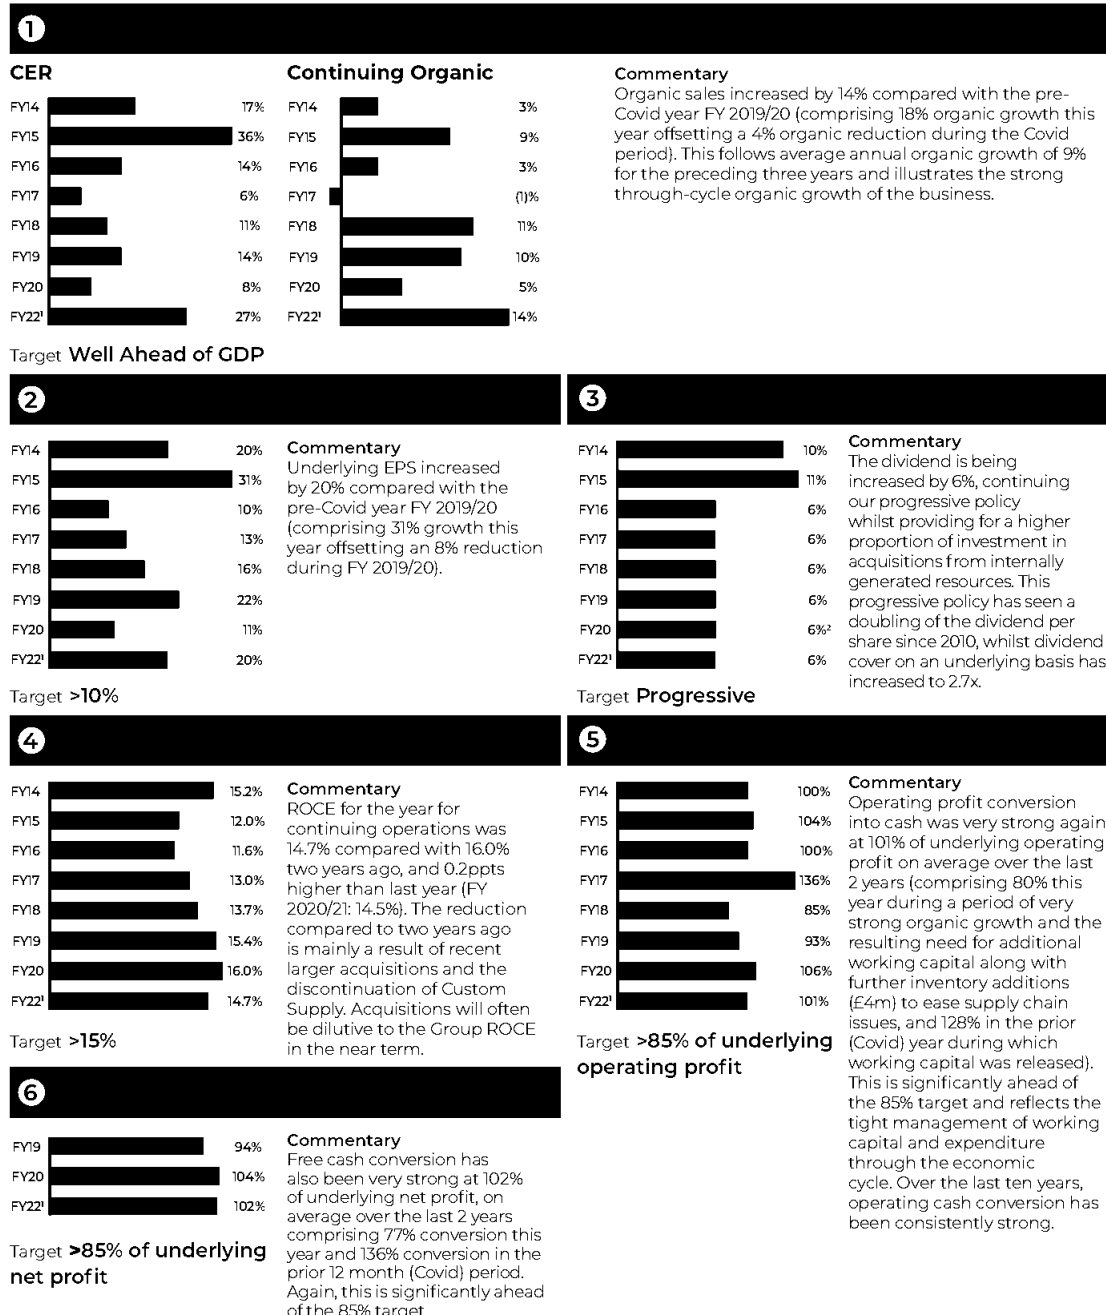 1
CER
FY14 17%
FY15 36%
FY16 14%
FY17 6%
FY18 11%
FY19 14%
FY20 8%
FY22¹ 27%
Continuing Organic
FY14 3%
FY15 9%
FY16 3%
FY17 (1)%
FY18 11%
FY19 10%
FY20 5%
FY22¹ 14%
Target Well Ahead of GDP
Commentary
Organic sales increased by 14% compared with the pre-
Covid year FY 2019/20 (comprising 18% organic growth this
year offsetting a 4% organic reduction during the Covid
period). This follows average annual organic growth of 9%
for the preceding three years and illustrates the strong
through-cycle organic growth of the business.
2
FY14 20%
FY15 31%
FY16 10%
FY17 13%
FY18 16%
FY19 22%
FY20 11%
FY22¹ 20%
Target >10%
Commentary
Underlying EPS increased
by 20% compared with the
pre-Covid year FY 2019/20
(comprising 31% growth this
year offsetting an 8% reduction
during FY 2019/20).
3
FY14 10%
FY15 11%
FY16 6%
FY17 6%
FY18 6%
FY19 6%
FY20 6%²
FY22¹ 6%
Target Progressive
Commentary
The dividend is being
increased by 6%, continuing
our progressive policy
whilst providing for a higher
proportion of investment in
acquisitions from internally
generated resources. This
progressive policy has seen a
doubling of the dividend per
share since 2010, whilst dividend
cover on an underlying basis has
increased to 2.7x.
4
FY14 15.2%
FY15 12.0%
FY16 11.6%
FY17 13.0%
FY18 13.7%
FY19 15.4%
FY20 16.0%
FY22¹ 14.7%
Target >15%
Commentary
ROCE for the year for
continuing operations was
14.7% compared with 16.0%
two years ago, and 0.2ppts
higher than last year (FY
2020/21: 14.5%). The reduction
compared to two years ago
is mainly a result of recent
larger acquisitions and the
discontinuation of Custom
Supply. Acquisitions will often
be dilutive to the Group ROCE
in the near term.
5
FY14 100%
FY15 104%
FY16 100%
FY17 136%
FY18 85%
FY19 93%
FY20 106%
FY22¹ 101%
Target >85% of underlying
operating profit
Commentary
Operating profit conversion
into cash was very strong again
at 101% of underlying operating
profit on average over the last
2 years (comprising 80% this
year during a period of very
strong organic growth and the
resulting need for additional
working capital along with
further inventory additions
(£4m) to ease supply chain
issues, and 128% in the prior
(Covid) year during which
working capital was released).
This is significantly ahead of
the 85% target and reflects the
tight management of working
capital and expenditure
through the economic
cycle. Over the last ten years,
operating cash conversion has
been consistently strong.
6
FY19 94%
FY20 104%
FY22¹ 102%
Target >85% of underlying
net profit
Commentary
Free cash conversion has
also been very strong at 102%
of underlying net profit, on
average over the last 2 years
comprising 77% conversion this
year and 136% conversion in the
prior 12 month (Covid) period.
Again, this is significantly ahead
of the 85% target